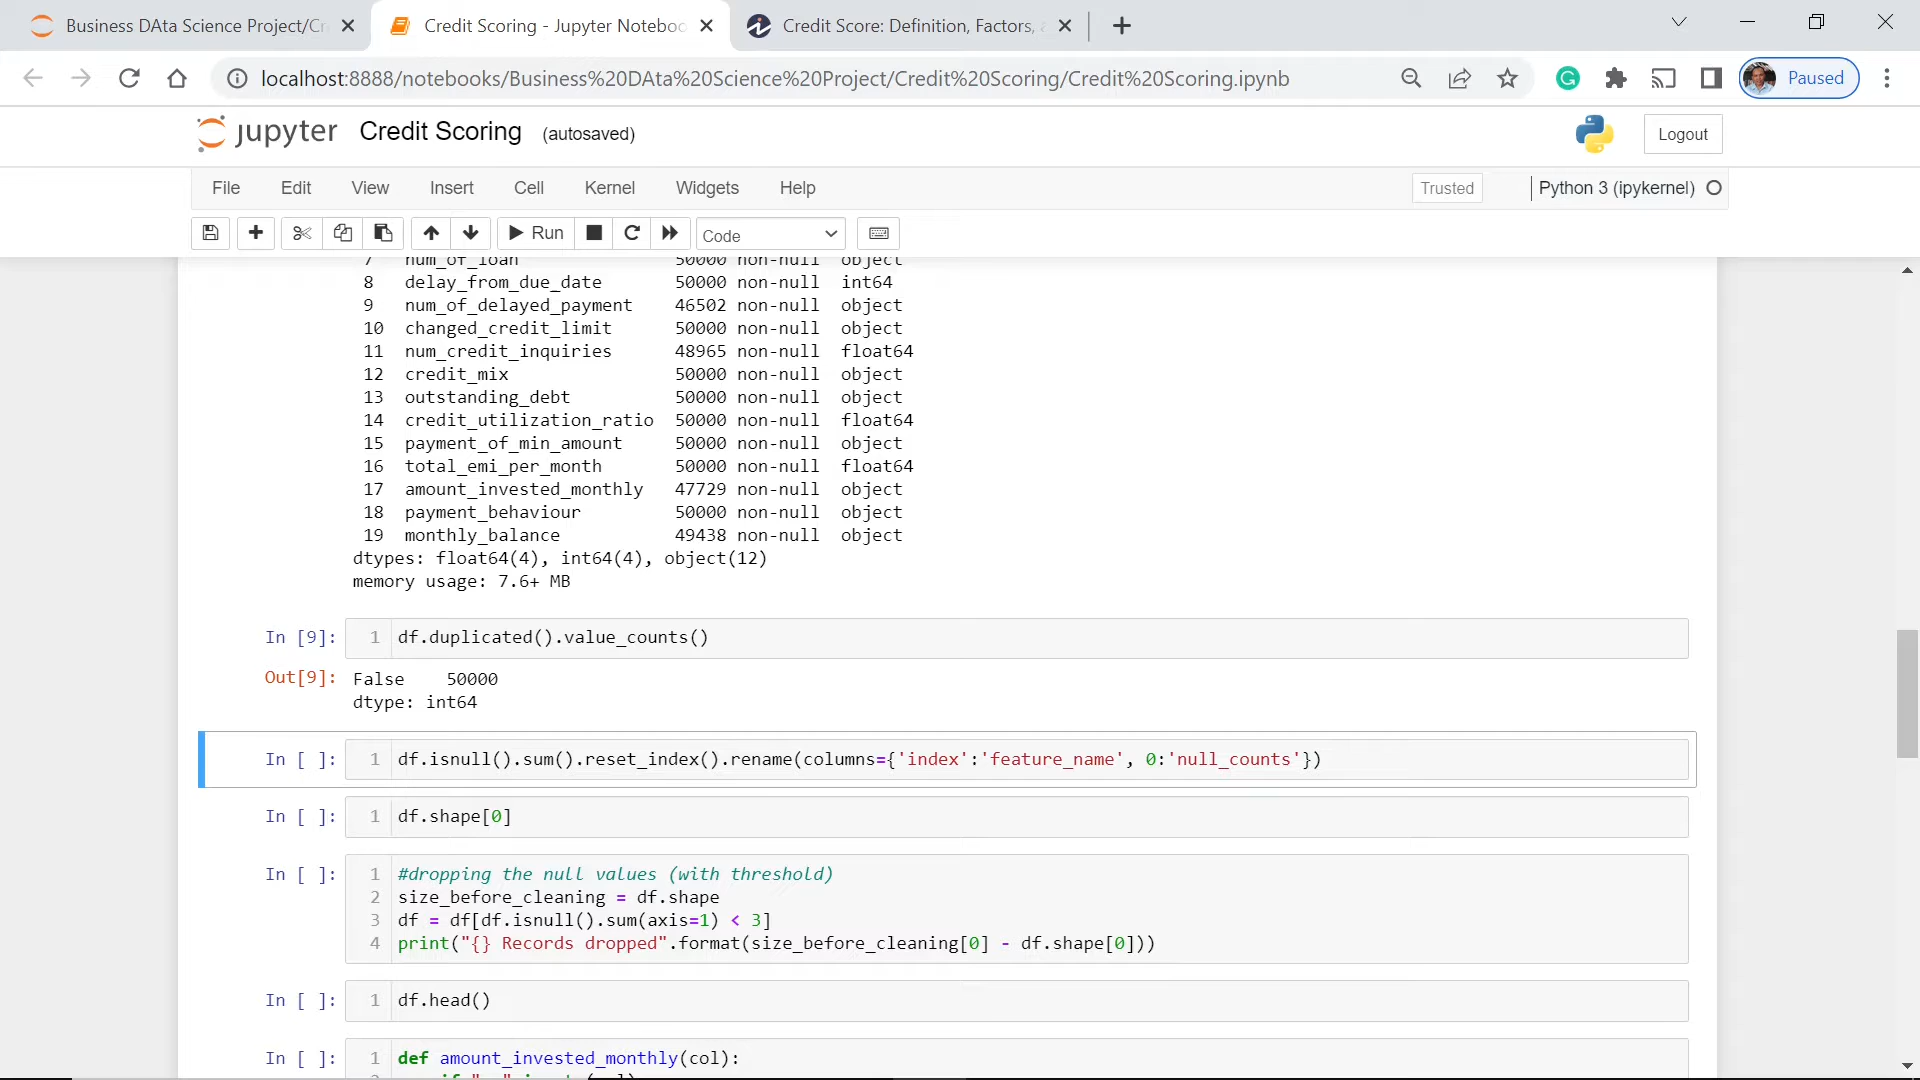 Business DAta Science Project/Cr
Credit Scoring - Jupyter Notebook
Credit Score: Definition, Factors,
localhost:8888/notebooks/Business%20DAta%20Science%20Project/Credit%20Scoring/Credit%20Scoring.ipynb
Paused
jupyter Credit Scoring (autosaved)
Logout
File Edit View Insert Cell Kernel Widgets Help
Trusted Python 3 (ipykernel)
Run Code
7 num_of_loan 50000 non-null object
8 delay_from_due_date 50000 non-null int64
9 num_of_delayed_payment 46502 non-null object
10 changed_credit_limit 50000 non-null object
11 num_credit_inquiries 48965 non-null float64
12 credit_mix 50000 non-null object
13 outstanding_debt 50000 non-null object
14 credit_utilization_ratio 50000 non-null float64
15 payment_of_min_amount 50000 non-null object
16 total_emi_per_month 50000 non-null float64
17 amount_invested_monthly 47729 non-null object
18 payment_behaviour 50000 non-null object
19 monthly_balance 49438 non-null object
dtypes: float64(4), int64(4), object(12)
memory usage: 7.6+ MB
In [9]: 1 df.duplicated().value_counts()
Out[9]: False 50000
dtype: int64
In [ ]: 1 df.isnull().sum().reset_index().rename(columns={'index':'feature_name', 0:'null_counts'})
In [ ]: 1 df.shape[0]
In [ ]: 1 #dropping the null values (with threshold)
2 size_before_cleaning = df.shape
3 df = df[df.isnull().sum(axis=1) < 3]
4 print("{} Records dropped".format(size_before_cleaning[0] - df.shape[0]))
In [ ]: 1 df.head()
In [ ]: 1 def amount_invested_monthly(col):